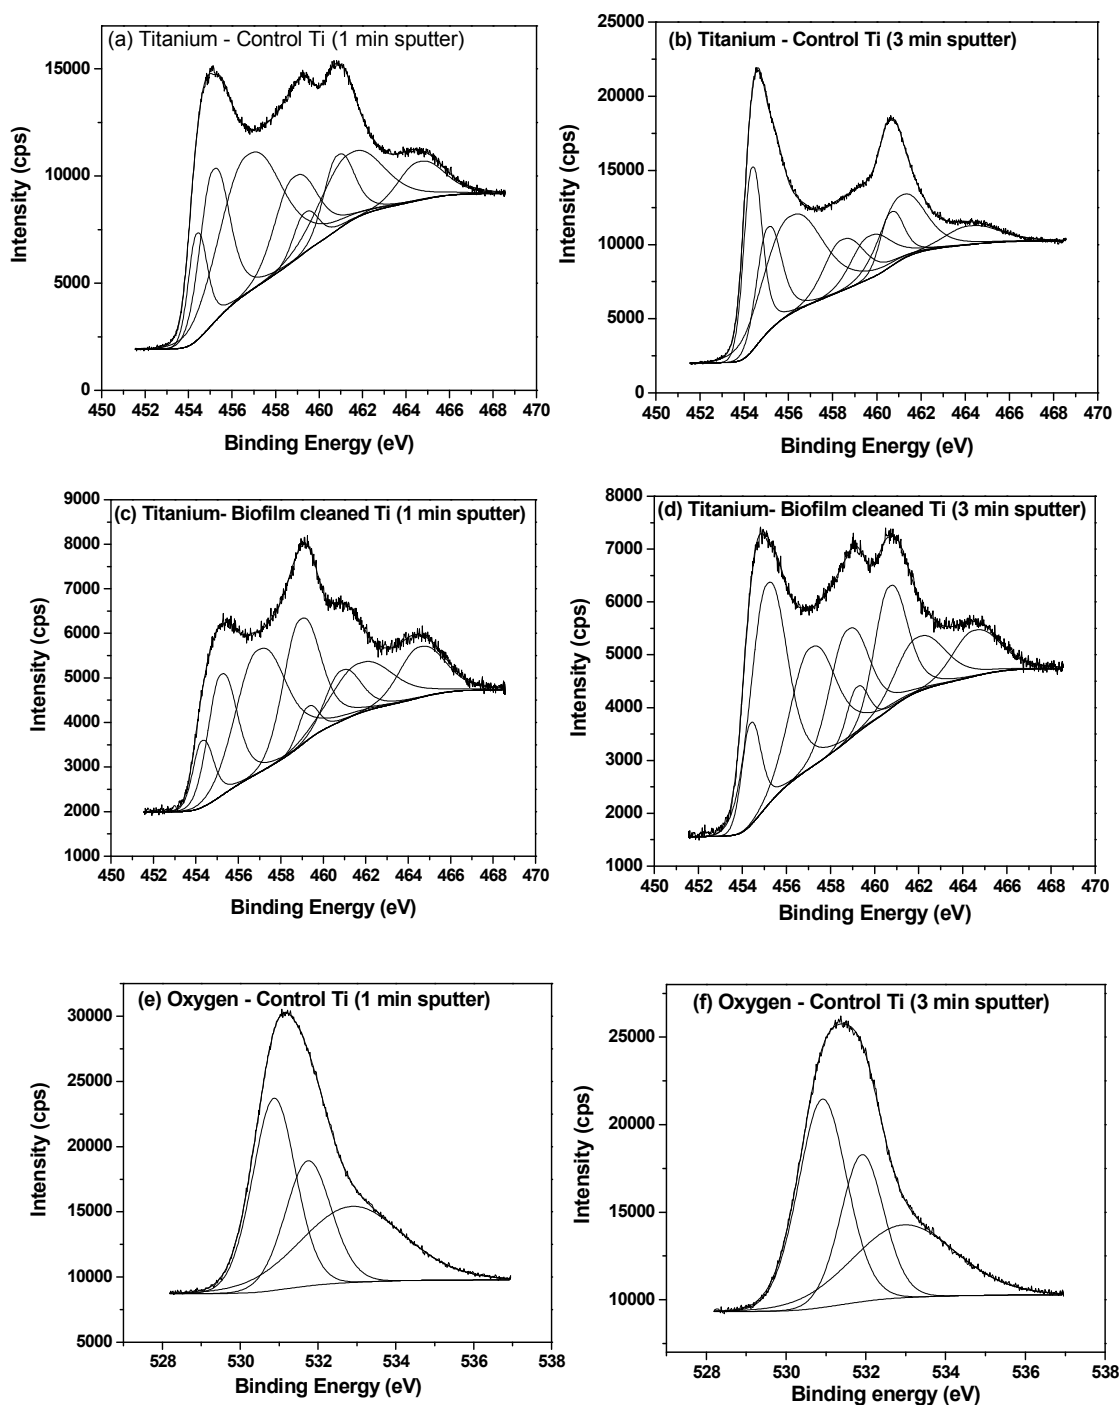 (a) Titanium - Control Ti (1 min sputter)
Intensity (cps)
15000
10000
5000
0
450 452 454 456 458 460 462 464 466 468 470
Binding Energy (eV)
(b) Titanium - Control Ti (3 min sputter)
Intensity (cps)
25000
20000
15000
10000
5000
0
450 452 454 456 458 460 462 464 466 468 470
Binding Energy (eV)
(c) Titanium- Biofilm cleaned Ti (1 min sputter)
Intensity (cps)
9000
8000
7000
6000
5000
4000
3000
2000
1000
450 452 454 456 458 460 462 464 466 468 470
Binding Energy (eV)
(d) Titanium- Biofilm cleaned Ti (3 min sputter)
Intensity (cps)
8000
7000
6000
5000
4000
3000
2000
1000
450 452 454 456 458 460 462 464 466 468 470
Binding Energy (eV)
(e) Oxygen - Control Ti (1 min sputter)
Intensity (cps)
30000
25000
20000
15000
10000
5000
528 530 532 534 536 538
Binding Energy (eV)
(f) Oxygen - Control Ti (3 min sputter)
Intensity (cps)
25000
20000
15000
10000
528 530 532 534 536 538
Binding energy (eV)